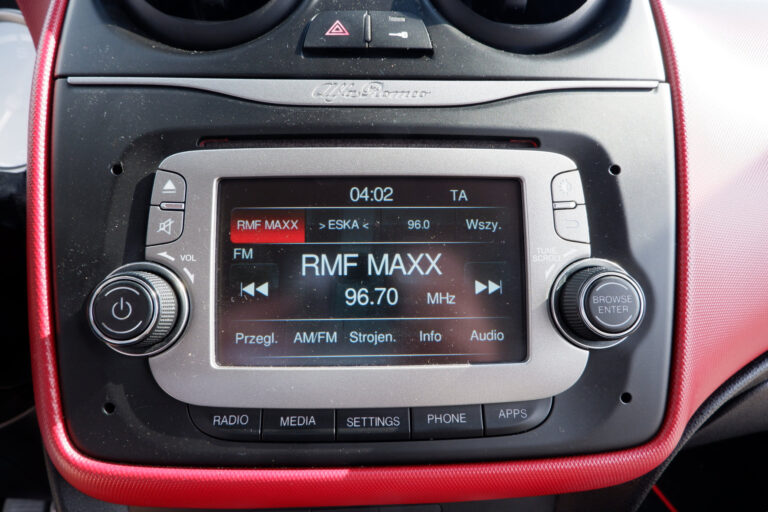 Alfa Romeo
04:02 TA
RMF MAXX >ESKA< 96.0 Wszy.
FM
VOL
TUNE
SCROLL
RMF MAXX
96.70 MHz
BROWSE
ENTER
Przegl. AM/FM Strojen. Info Audio
RADIO MEDIA SETTINGS PHONE APPS